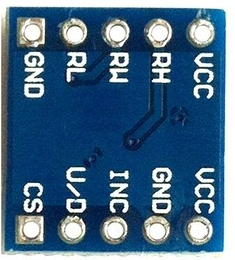 GND RL RW RH VCC
CS U/D INC GND VCC